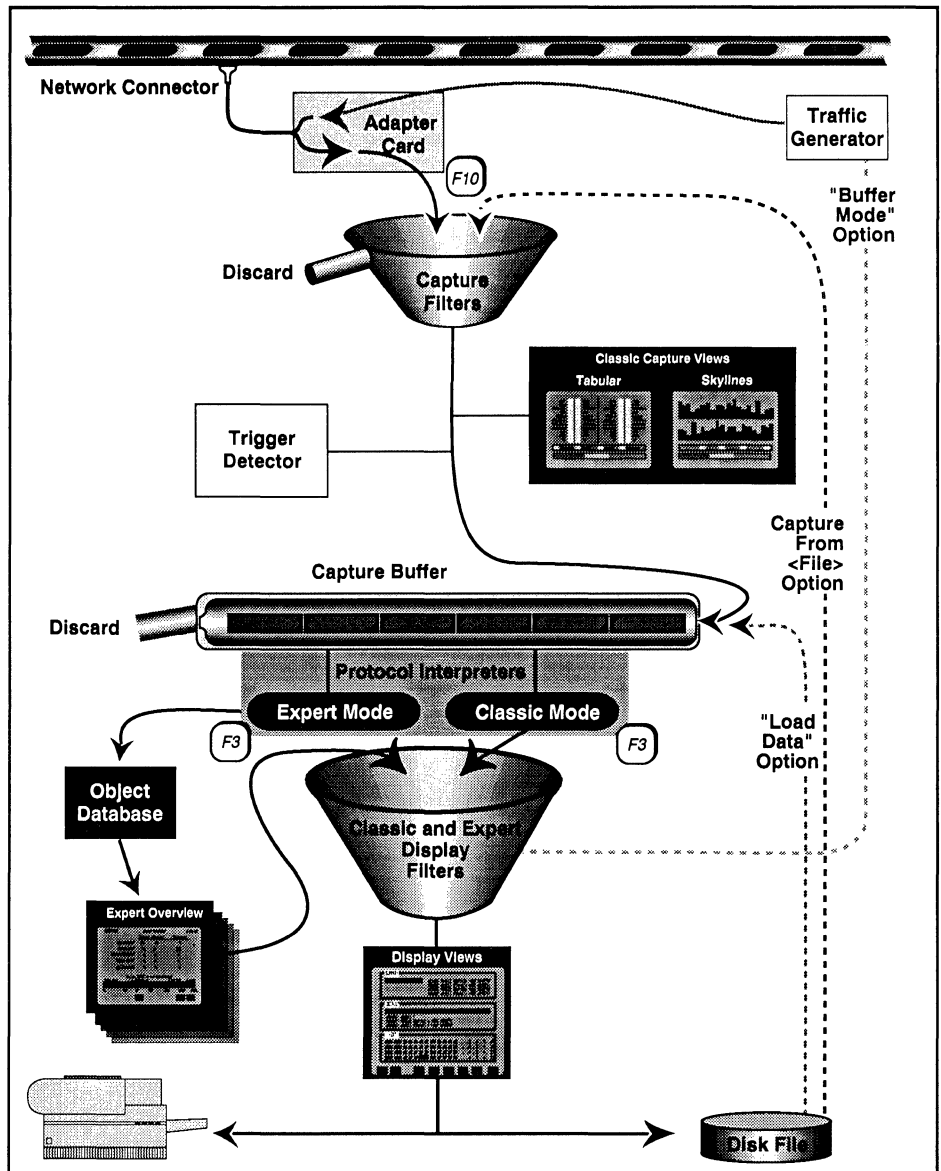 Network Connector
Adapter
Card
Traffic
Generator
F10
"Buffer
Mode"
Option
Discard
Capture
Filters
Classic Capture Views
Tabular
Skylines
Trigger
Detector
Capture
From
<File>
Option
Capture Buffer
Discard
Protocol Interpreters
Expert Mode
Classic Mode
F3
F3
"Load
Data"
Option
Object
Database
Classic and Expert
Display
Filters
Expert Overview
Display Views
Disk File